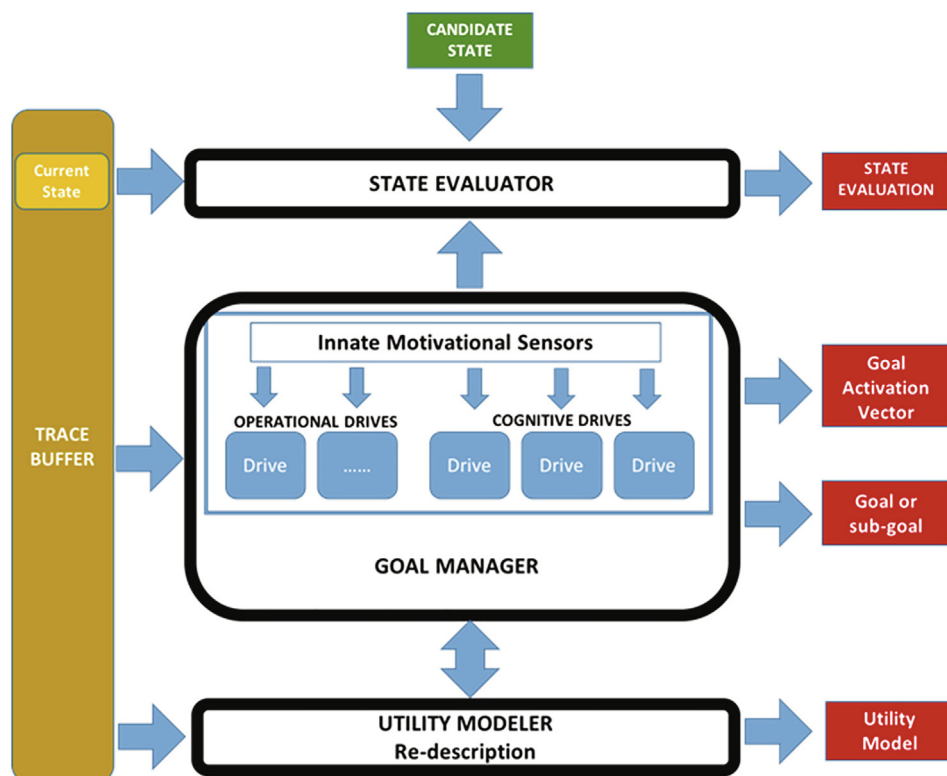 CANDIDATE
STATE
Current
State
STATE EVALUATOR
STATE
EVALUATION
Innate Motivational Sensors
OPERATIONAL DRIVES
COGNITIVE DRIVES
Drive
......
Drive
Drive
Drive
GOAL MANAGER
TRACE
BUFFER
Goal
Activation
Vector
Goal or
sub-goal
UTILITY MODELER
Re-description
Utility
Model